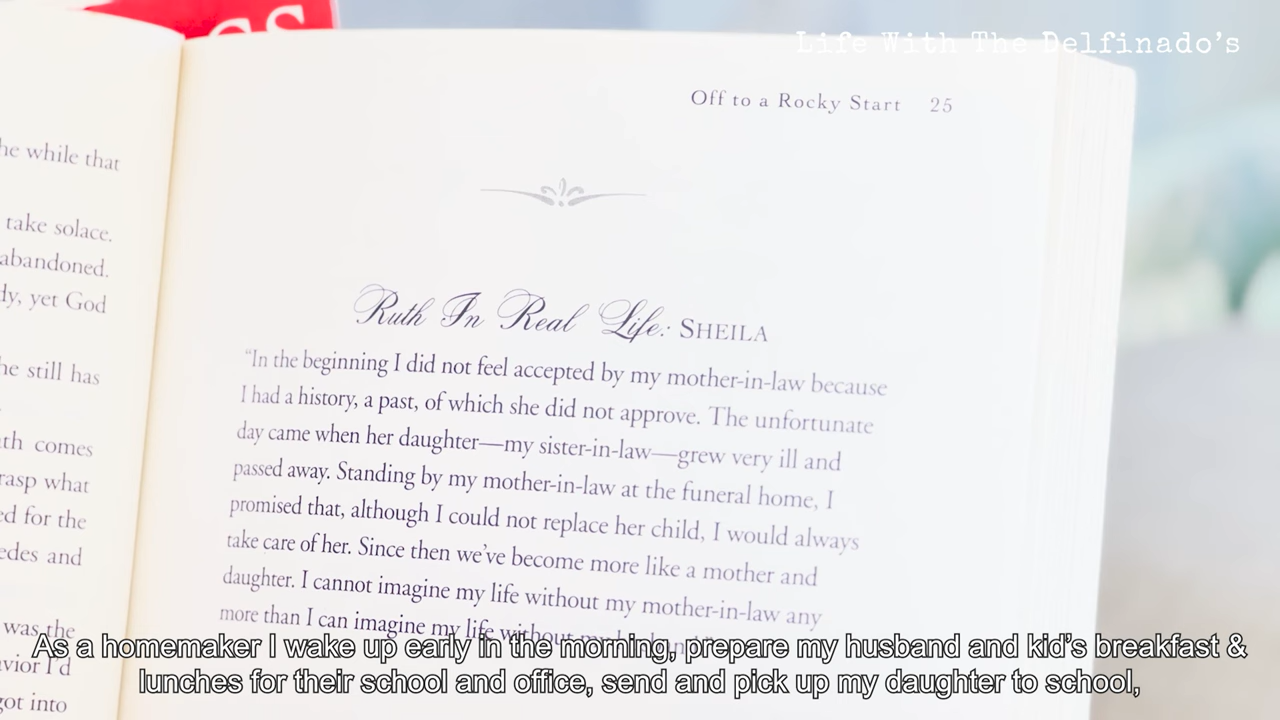 CS
Life With The Delfinado's
he while that
take solace.
abandoned.
dy, yet God
he still has
th comes
rasp what
ed for the
edes and
was the
vior I'd
got into
Off to a Rocky Start 25
Ruth In Real Life: SHEILA
“In the beginning I did not feel accepted by my mother-in-law because
I had a history, a past, of which she did not approve. The unfortunate
day came when her daughter—my sister-in-law—grew very ill and
passed away. Standing by my mother-in-law at the funeral home, I
promised that, although I could not replace her child, I would always
take care of her. Since then we've become more like a mother and
daughter. I cannot imagine my life without my mother-in-law any
more than I can imagine my life without my
As a homemaker I wake up early in the morning, prepare my husband and kid's breakfast &
lunches for their school and office, send and pick up my daughter to school,